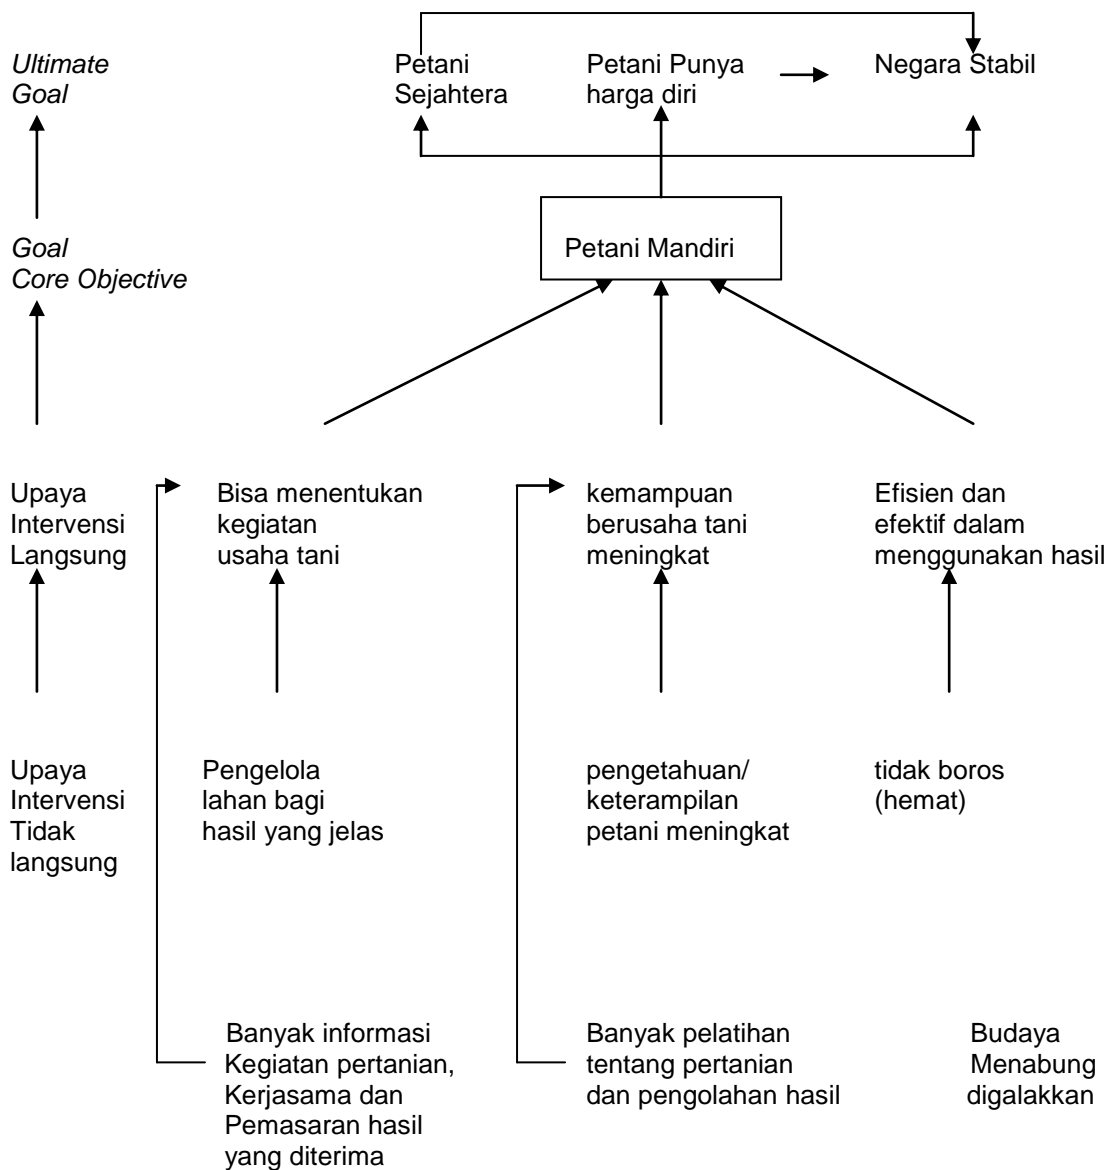 Ultimate
Goal
Petani
Sejahtera
Petani Punya
harga diri
Negara Stabil
Goal
Core Objective
Petani Mandiri
Upaya
Intervensi
Langsung
Bisa menentukan
kegiatan
usaha tani
kemampuan
berusaha tani
meningkat
Efisien dan
efektif dalam
menggunakan hasil
Upaya
Intervensi
Tidak
langsung
Pengelola
lahan bagi
hasil yang jelas
pengetahuan/
keterampilan
petani meningkat
tidak boros
(hemat)
Banyak informasi
Kegiatan pertanian,
Kerjasama dan
Pemasaran hasil
yang diterima
Banyak pelatihan
tentang pertanian
dan pengolahan hasil
Budaya
Menabung
digalakkan